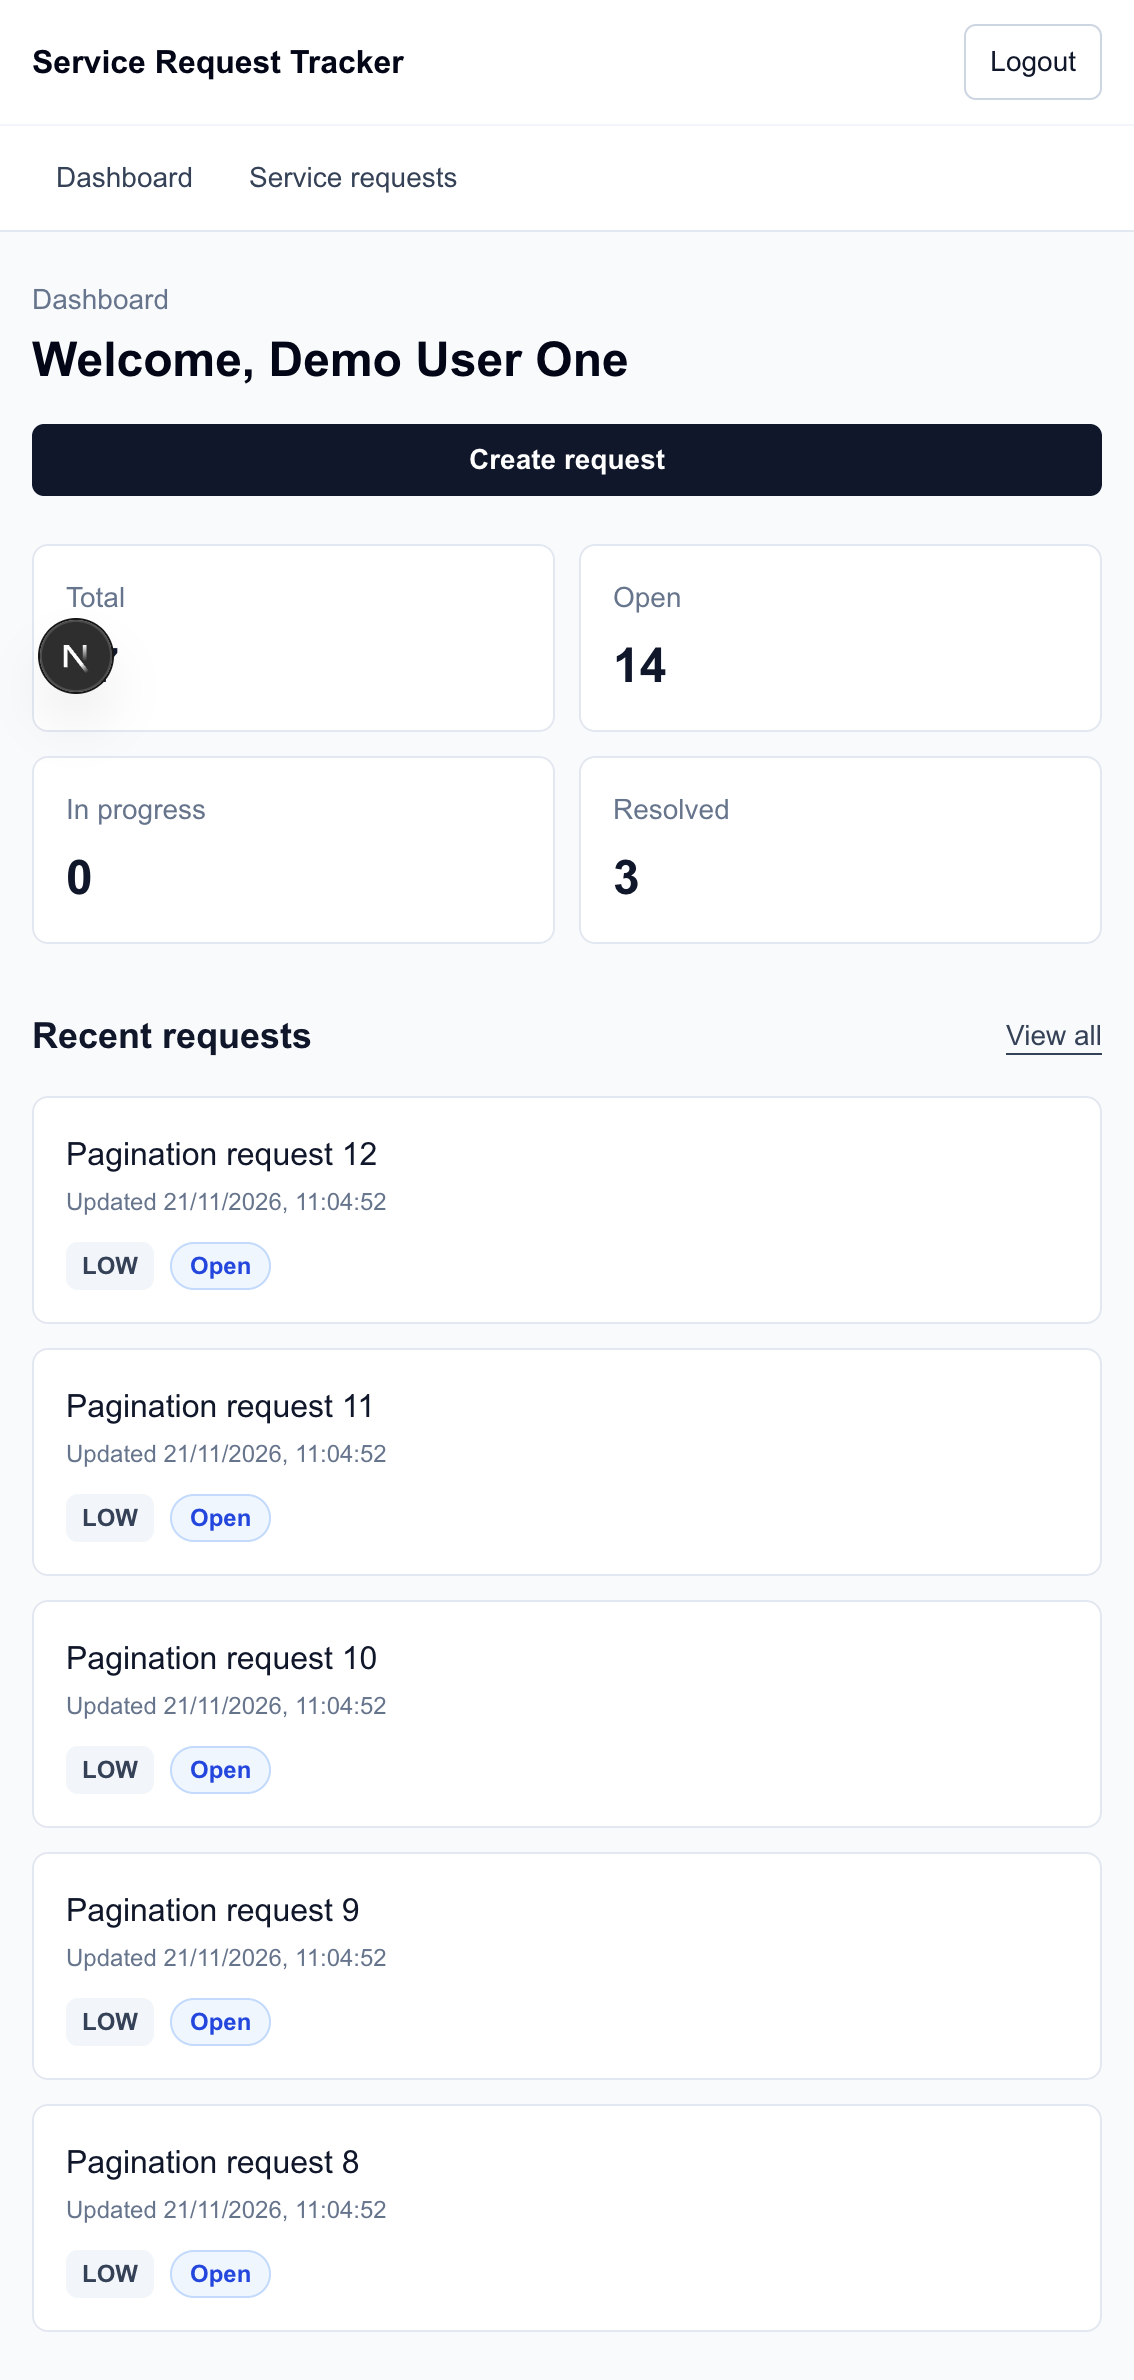 Service Request Tracker
Logout
Dashboard
Service requests
Dashboard
Welcome, Demo User One
Create request
Total
N
Open
14
In progress
0
Resolved
3
Recent requests
View all
Pagination request 12
Updated 21/11/2026, 11:04:52
LOW
Open
Pagination request 11
Updated 21/11/2026, 11:04:52
LOW
Open
Pagination request 10
Updated 21/11/2026, 11:04:52
LOW
Open
Pagination request 9
Updated 21/11/2026, 11:04:52
LOW
Open
Pagination request 8
Updated 21/11/2026, 11:04:52
LOW
Open